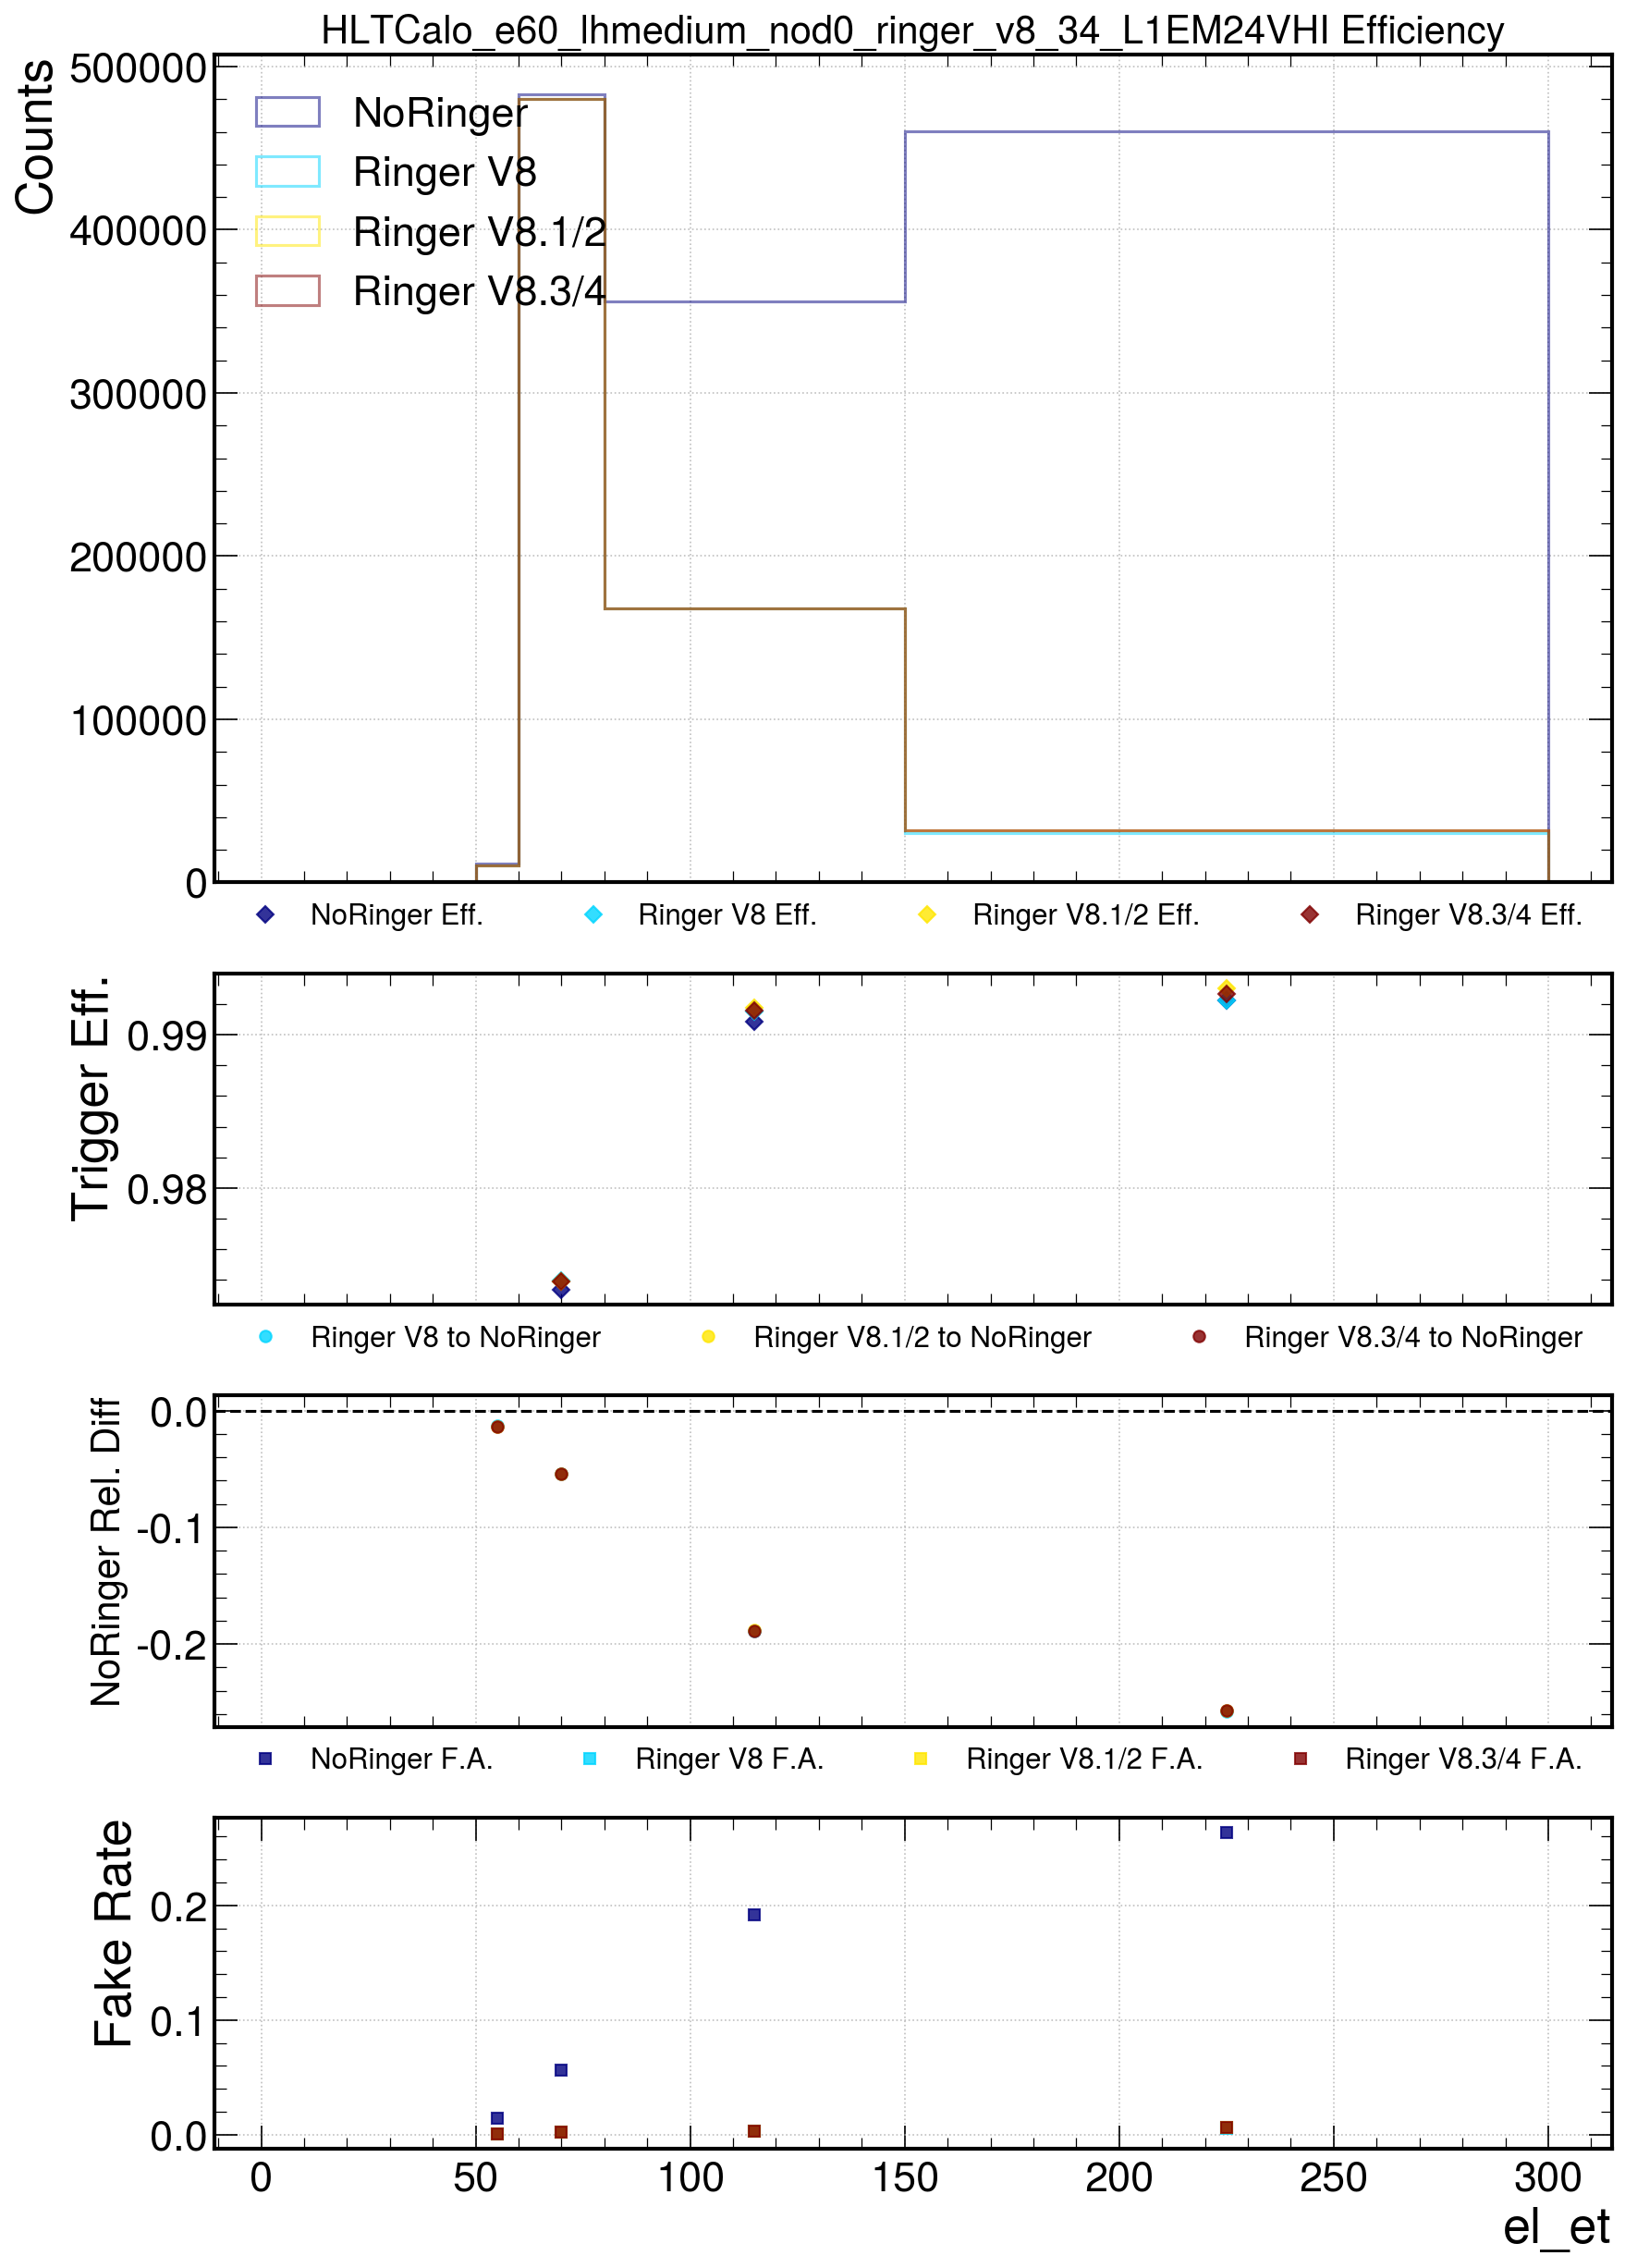 HLTCalo_e60_lhmedium_nod0_ringer_v8_34_L1EM24VHI Efficiency
Counts
500000
400000
300000
200000
100000
0
NoRinger
Ringer V8
Ringer V8.1/2
Ringer V8.3/4
NoRinger Eff. Ringer V8 Eff. Ringer V8.1/2 Eff. Ringer V8.3/4 Eff.
Trigger Eff.
0.99
0.98
Ringer V8 to NoRinger Ringer V8.1/2 to NoRinger Ringer V8.3/4 to NoRinger
NoRinger Rel. Diff
0.0
-0.1
-0.2
NoRinger F.A. Ringer V8 F.A. Ringer V8.1/2 F.A. Ringer V8.3/4 F.A.
Fake Rate
0.2
0.1
0.0
0 50 100 150 200 250 300
el_et